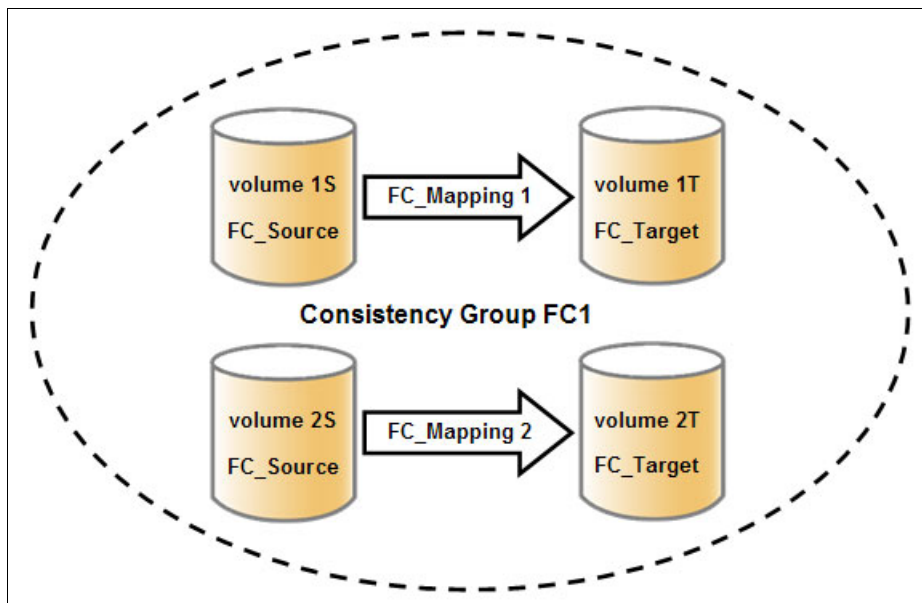 volume 1S
FC_Source
FC_Mapping 1
volume 1T
FC_Target
Consistency Group FC1
volume 2S
FC_Source
FC_Mapping 2
volume 2T
FC_Target